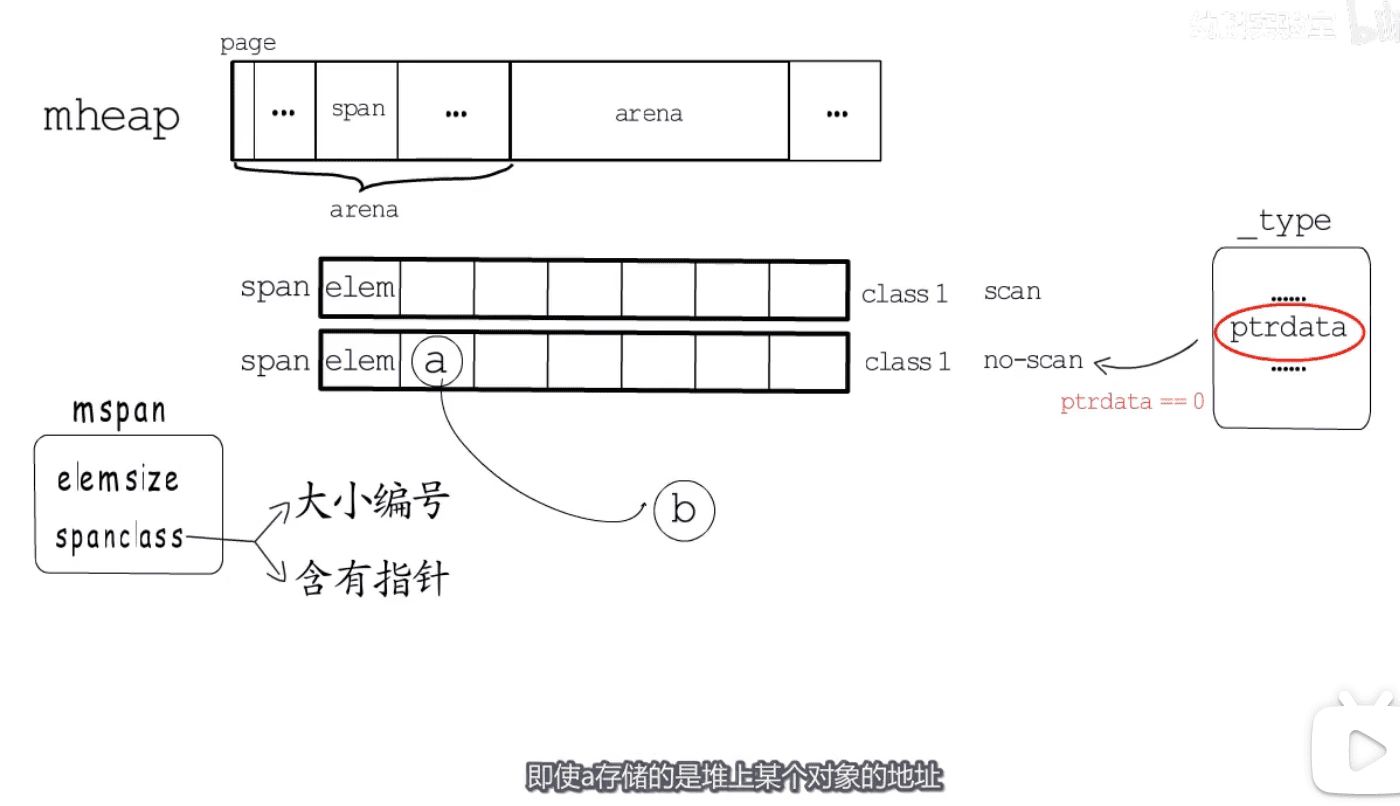 page
mheap
...
span
...
arena
...
arena
_type
span
elem
class 1
scan
......
ptrdata
......
span
elem
a
class 1
no-scan
ptrdata == 0
mspan
elemsize
spanclass
大小编号
含有指针
b
即使a存储的是堆上某个对象的地址